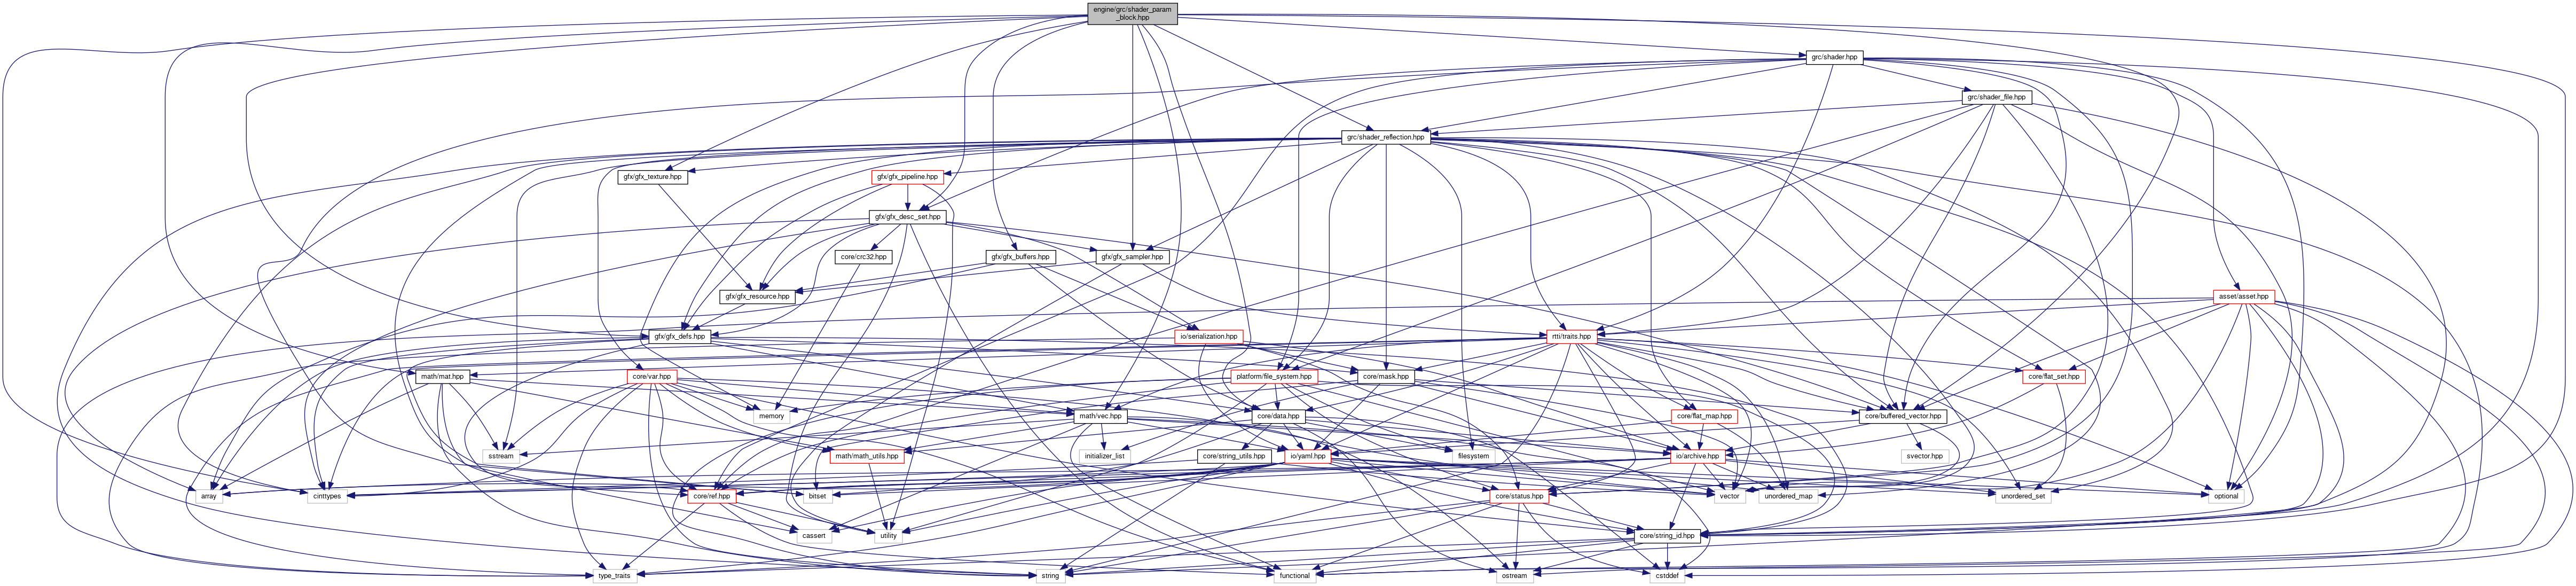 engine/grc/shader_param
_block.hpp
grc/shader.hpp
grc/shader_file.hpp
grc/shader_reflection.hpp
gfx/gfx_texture.hpp
gfx/gfx_pipeline.hpp
gfx/gfx_desc_set.hpp
core/crc32.hpp
gfx/gfx_buffers.hpp
gfx/gfx_sampler.hpp
gfx/gfx_resource.hpp
asset/asset.hpp
gfx/gfx_defs.hpp
io/serialization.hpp
rtti/traits.hpp
math/mat.hpp
core/var.hpp
platform/file_system.hpp
core/mask.hpp
core/flat_set.hpp
memory
math/vec.hpp
core/data.hpp
core/flat_map.hpp
core/buffered_vector.hpp
sstream
math/math_utils.hpp
initializer_list
core/string_utils.hpp
io/yaml.hpp
filesystem
io/archive.hpp
svector.hpp
array
cinttypes
core/ref.hpp
bitset
core/status.hpp
vector
unordered_map
unordered_set
optional
cassert
utility
core/string_id.hpp
type_traits
string
functional
ostream
cstddef